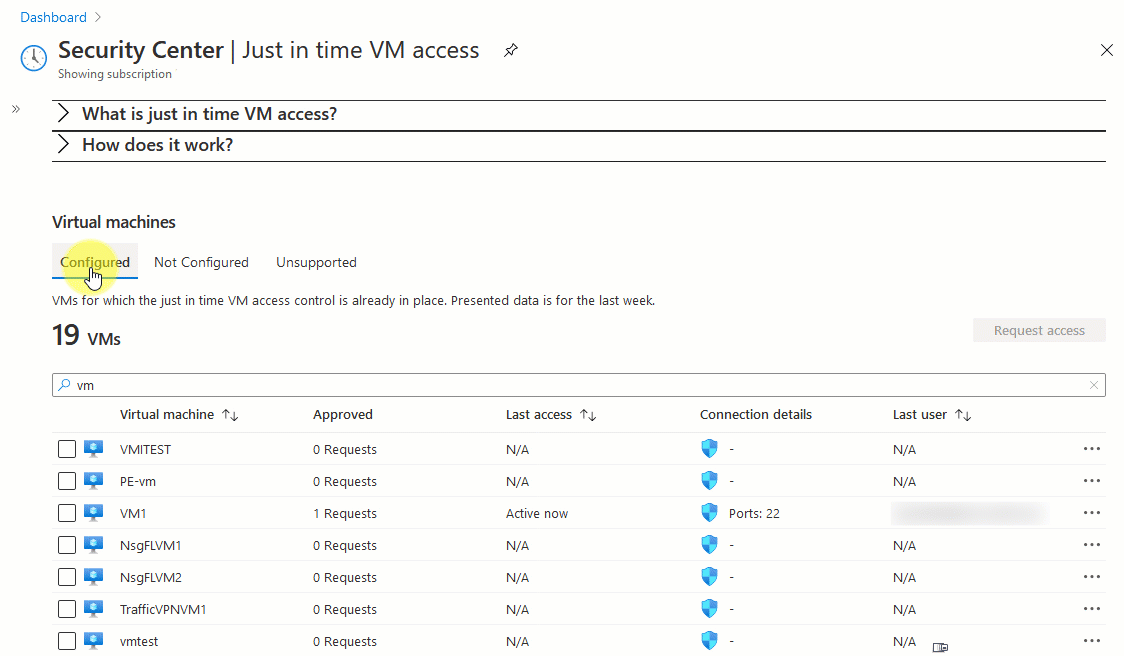 Dashboard >
Security Center | Just in time VM access
Showing subscription
What is just in time VM access?
How does it work?
Virtual machines
Configured Not Configured Unsupported
VMs for which the just in time VM access control is already in place. Presented data is for the last week.
19 VMs
Request access
vm
Virtual machine Approved Last access Connection details Last user
VMITEST 0 Requests N/A - N/A
PE-vm 0 Requests N/A - N/A
VM1 1 Requests Active now Ports: 22
NsgFLVM1 0 Requests N/A - N/A
NsgFLVM2 0 Requests N/A - N/A
TrafficVPNVM1 0 Requests N/A - N/A
vmtest 0 Requests N/A - N/A